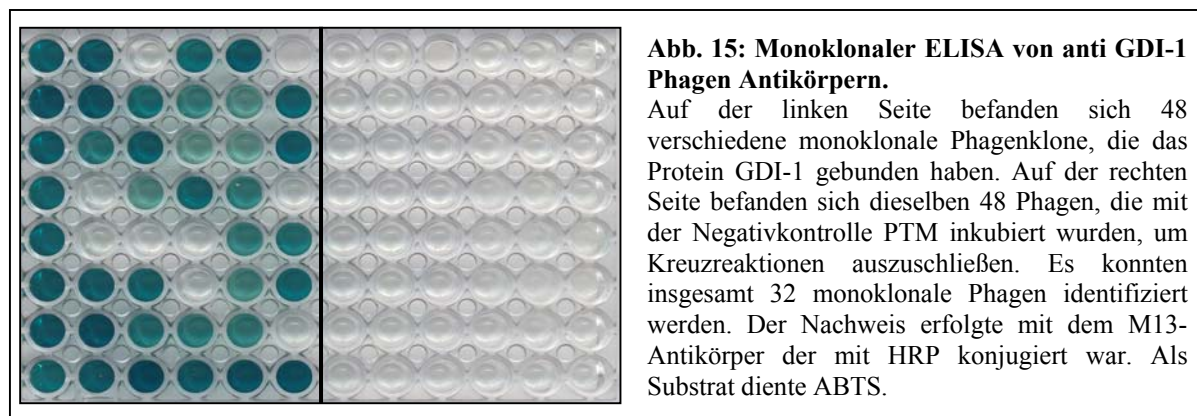 Abb. 15: Monoklonaler ELISA von anti GDI-1
Phagen Antikörpern.
Auf der linken Seite befanden sich 48
verschiedene monoklonale Phagenklone, die das
Protein GDI-1 gebunden haben. Auf der rechten
Seite befanden sich dieselben 48 Phagen, die mit
der Negativkontrolle PTM inkubiert wurden, um
Kreuzreaktionen auszuschließen. Es konnten
insgesamt 32 monoklonale Phagen identifiziert
werden. Der Nachweis erfolgte mit dem M13-
Antikörper der mit HRP konjugiert war. Als
Substrat diente ABTS.